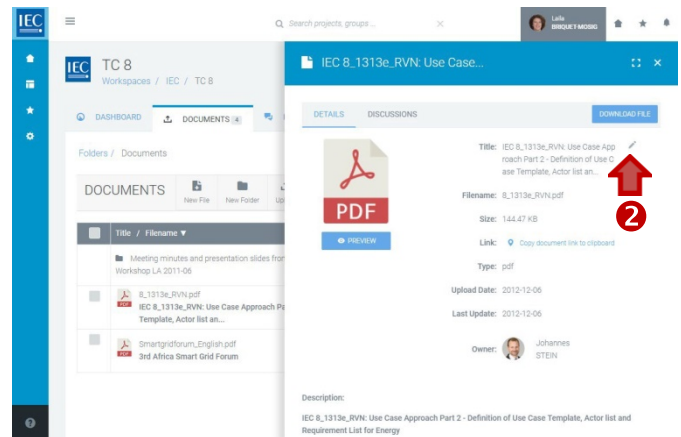 IEC
Search projects, groups ...
Laila
BRIQUET-MOSIG
IEC
TC 8
Workspaces / IEC / TC 8
DASHBOARD
DOCUMENTS 4
Folders / Documents
DOCUMENTS
New File
New Folder
Title / Filename ▼
Meeting minutes and presentation slides from
Workshop LA 2011-06
PDF
8_1313e_RVN.pdf
IEC 8_1313e_RVN: Use Case Approach Pa
Template, Actor list an...
PDF
Smartgridforum_English.pdf
3rd Africa Smart Grid Forum
IEC 8_1313e_RVN: Use Case...
DETAILS
DISCUSSIONS
DOWNLOAD FILE
PDF
PREVIEW
Title: IEC 8_1313e_RVN: Use Case App
roach Part 2 - Definition of Use C
ase Template, Actor list an...
Filename: 8_1313e_RVN.pdf
Size: 144.47 KB
Link: Copy document link to clipboard
Type: pdf
Upload Date: 2012-12-06
Last Update: 2012-12-06
Owner: Johannes
STEIN
2
Description:
IEC 8_1313e_RVN: Use Case Approach Part 2 - Definition of Use Case Template, Actor list and
Requirement List for Energy